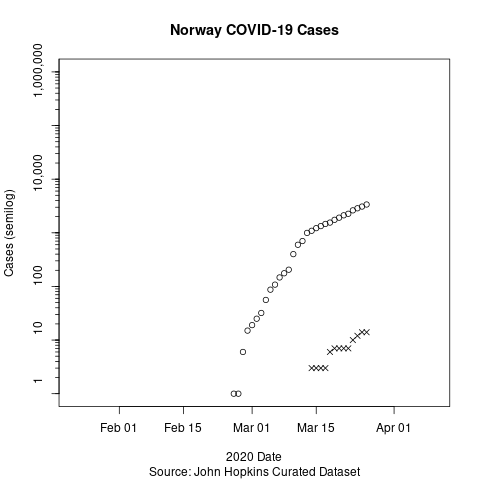 Norway COVID-19 Cases
Cases (semilog)
1,000,000
10,000
100
10
1
Feb 01 Feb 15 Mar 01 Mar 15 Apr 01
2020 Date
Source: John Hopkins Curated Dataset